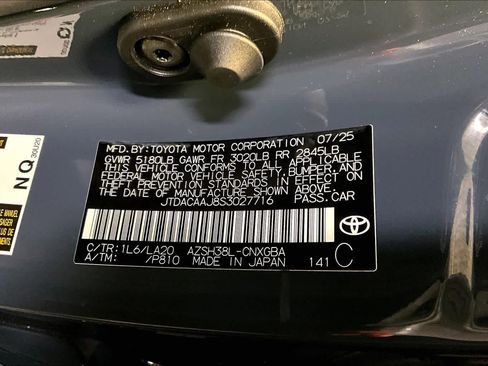 MFD.BY:TOYOTA MOTOR CORPORATION 07/25
GVWR 5180LB GAWR FR 3020LB RR 2845LB
THIS VEHICLE CONFORMS TO ALL APPLICABLE
FEDERAL MOTOR VEHICLE SAFETY, BUMPER, AND
THEFT PREVENTION STANDARDS IN EFFECT ON
THE DATE OF MANUFACTURE SHOWN ABOVE.
JTDACAAJ8S3027716 PASS.CAR
C/TR:1L6/LA20 AZSH38L-CNXGBA
A/TM: /P810 MADE IN JAPAN 141 C
NQ
30U20